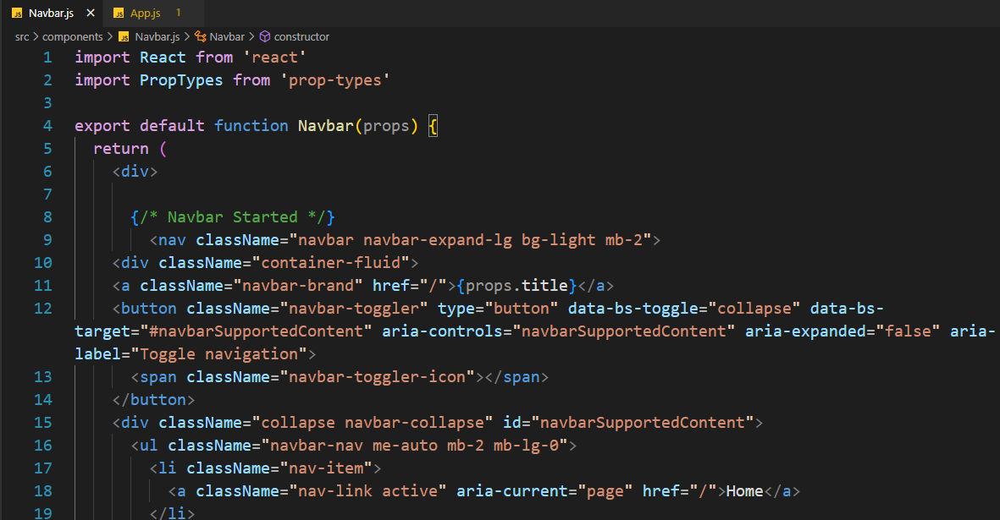 JS Navbar.js × JS App.js 1
src > components > JS Navbar.js > Navbar > constructor
1 import React from 'react'
2 import PropTypes from 'prop-types'
3
4 export default function Navbar(props) {
5 return (
6 <div>
7
8 {/* Navbar Started */}
9 <nav className="navbar navbar-expand-lg bg-light mb-2">
10 <div className="container-fluid">
11 <a className="navbar-brand" href="/">{props.title}</a>
12 <button className="navbar-toggler" type="button" data-bs-toggle="collapse" data-bs-
target="#navbarSupportedContent" aria-controls="navbarSupportedContent" aria-expanded="false" aria-
label="Toggle navigation">
13 <span className="navbar-toggler-icon"></span>
14 </button>
15 <div className="collapse navbar-collapse" id="navbarSupportedContent">
16 <ul className="navbar-nav me-auto mb-2 mb-lg-0">
17 <li className="nav-item">
18 <a className="nav-link active" aria-current="page" href="/">Home</a>
19 </li>